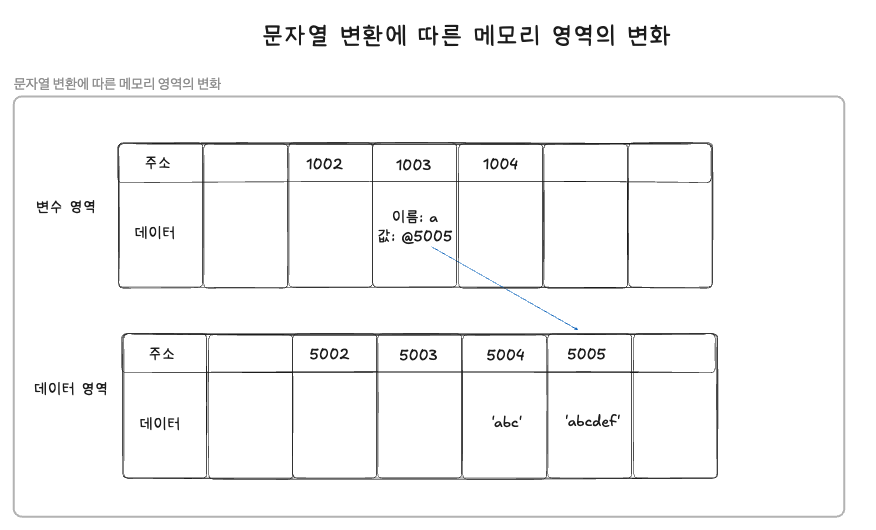 문자열 변환에 따른 메모리 영역의 변화
문자열 변환에 따른 메모리 영역의 변화
주소 1002 1003 1004
변수 영역
이름: a
데이터
값: @5005
주소 5002 5003 5004 5005
데이터 영역
데이터 'abc' 'abcdef'